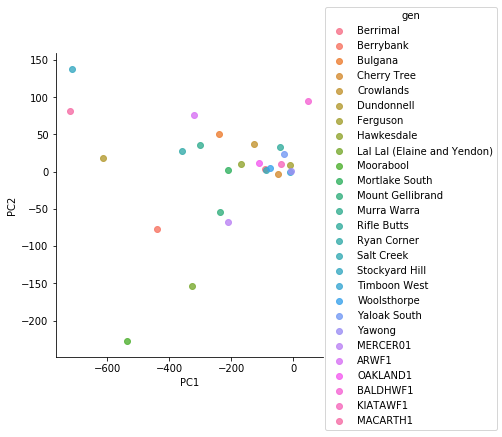 gen
Berrimal
Berrybank
Bulgana
Cherry Tree
Crowlands
Dundonnell
Ferguson
Hawkesdale
Lal Lal (Elaine and Yendon)
Moorabool
Mortlake South
Mount Gellibrand
Murra Warra
Rifle Butts
Ryan Corner
Salt Creek
Stockyard Hill
Timboon West
Woolsthorpe
Yaloak South
Yawong
MERCER01
ARWF1
OAKLAND1
BALDHWF1
KIATAWF1
MACARTH1
150
100
50
0
−50
−100
−150
−200
PC2
−600 −400 −200 0
PC1